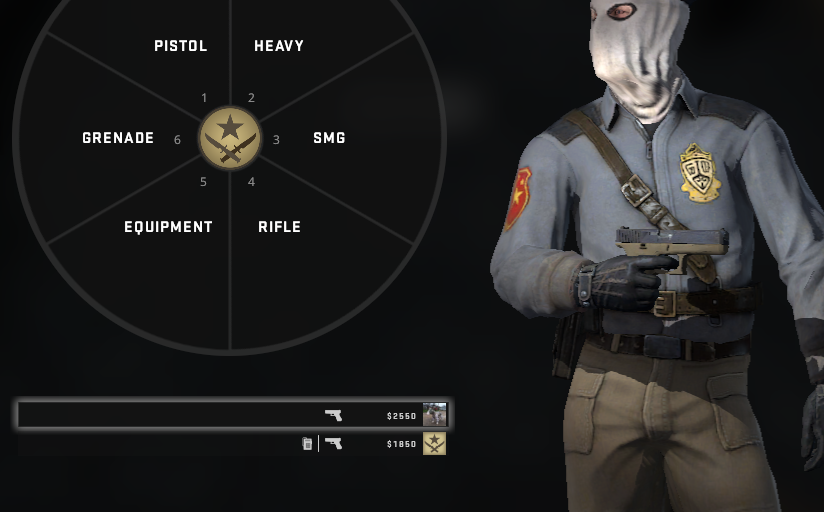 PISTOL HEAVY
1 2
GRENADE 6 3 SMG
5 4
EQUIPMENT RIFLE
$2550
$1850